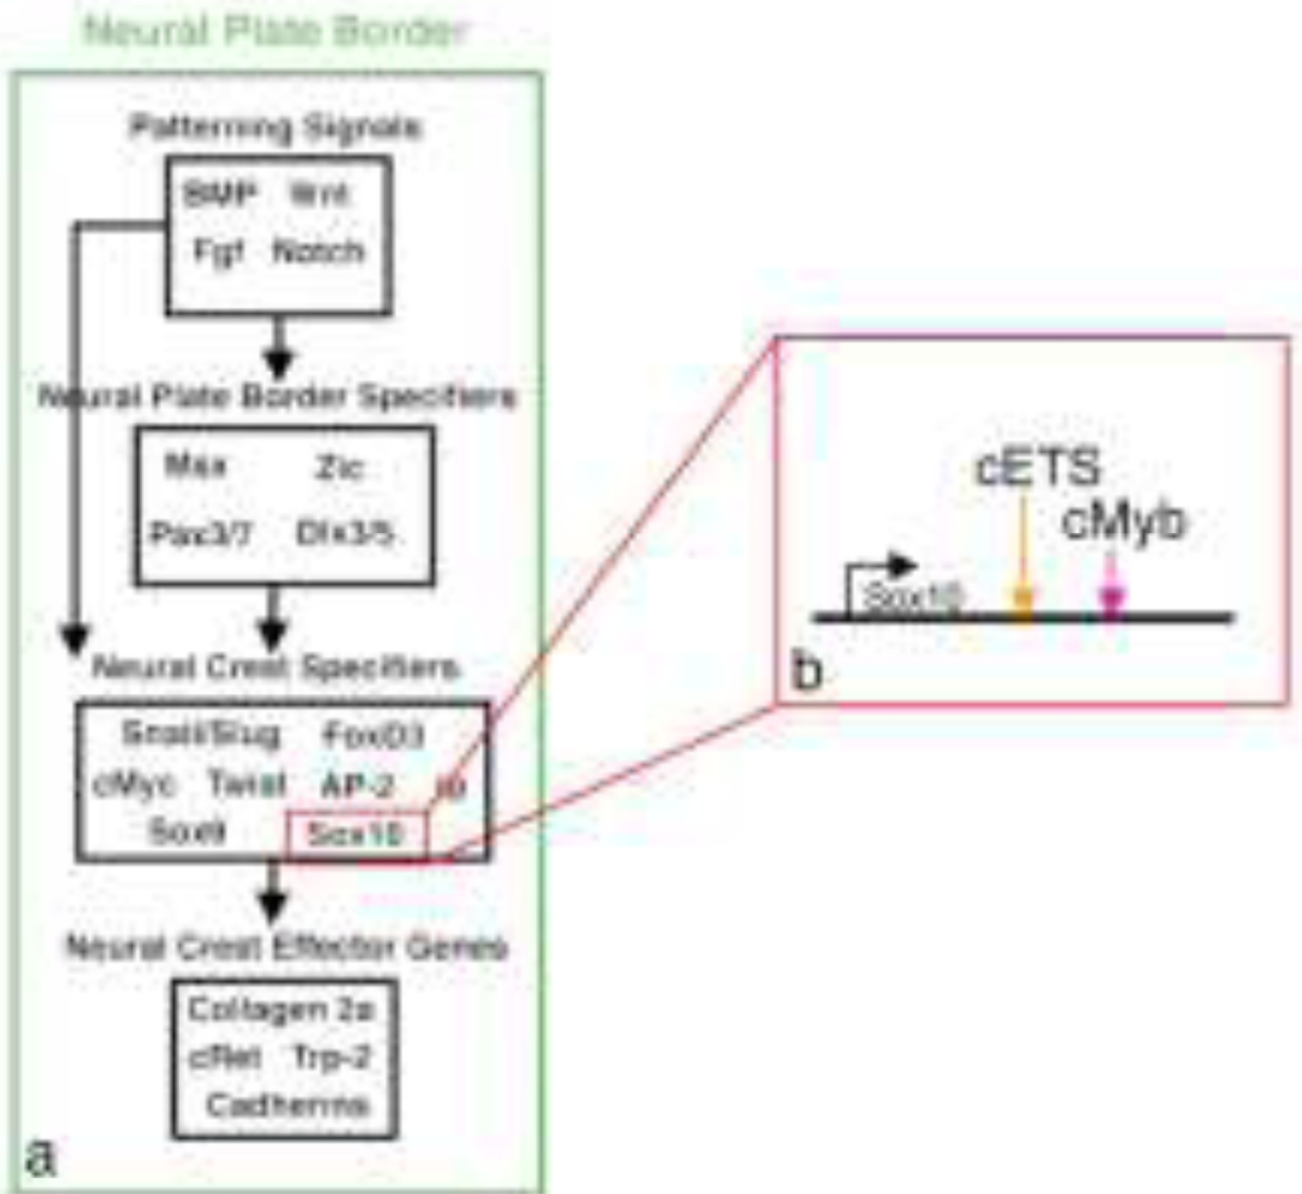 Neural Plate Border
Patterning Signals
BMP Wnt
Fgf Notch
Neural Plate Border Specifiers
Msx Zic
Pax3/7 Dlx3/5
Neural Crest Specifiers
Snail/Slug FoxD3
cMyc Twist AP-2 Id
Sox9 Sox10
Neural Crest Effector Genes
Collagen 2a
cRet Trp-2
Cadherins
a
cETS
cMyb
Sox10
b